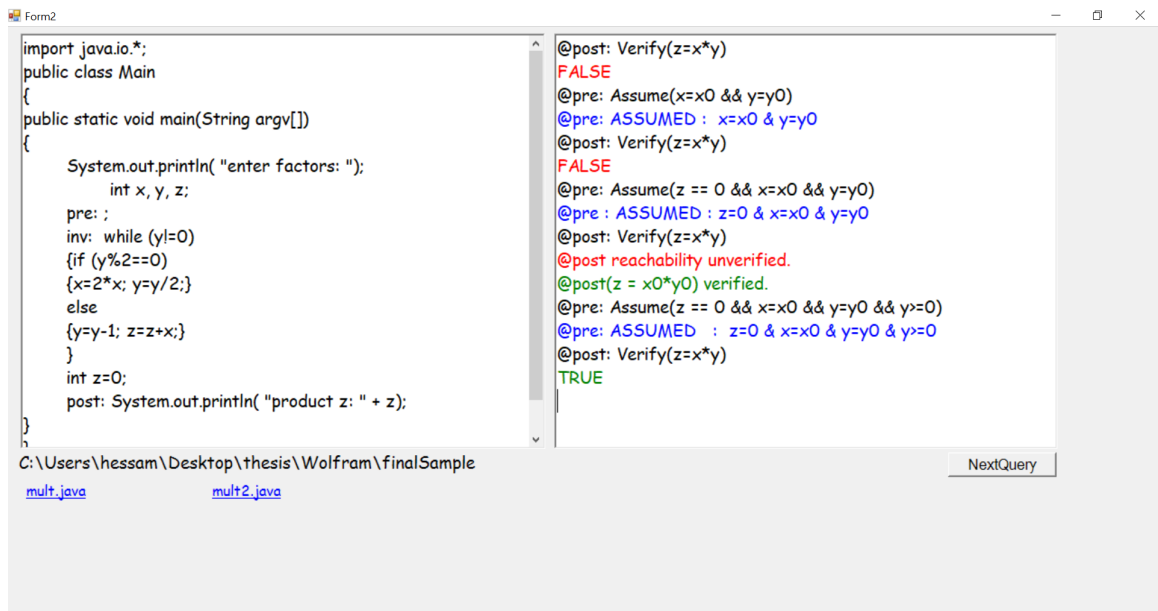 Form2
import java.io.*;
public class Main
{
public static void main(String argv[])
{
System.out.println( "enter factors: ");
int x, y, z;
pre: ;
inv: while (y!=0)
{if (y%2==0)
{x=2*x; y=y/2;}
else
{y=y-1; z=z+x;}
}
int z=0;
post: System.out.println( "product z: " + z);
}
}
@post: Verify(z=x*y)
FALSE
@pre: Assume(x=x0 && y=y0)
@pre: ASSUMED : x=x0 & y=y0
@post: Verify(z=x*y)
FALSE
@pre: Assume(z == 0 && x=x0 && y=y0)
@pre : ASSUMED : z=0 & x=x0 & y=y0
@post: Verify(z=x*y)
@post reachability unverified.
@post(z = x0*y0) verified.
@pre: Assume(z == 0 && x=x0 && y=y0 && y>=0)
@pre: ASSUMED : z=0 & x=x0 & y=y0 & y>=0
@post: Verify(z=x*y)
TRUE
C:\Users\hessam\Desktop\thesis\Wolfram\finalSample
NextQuery
mult.java mult2.java